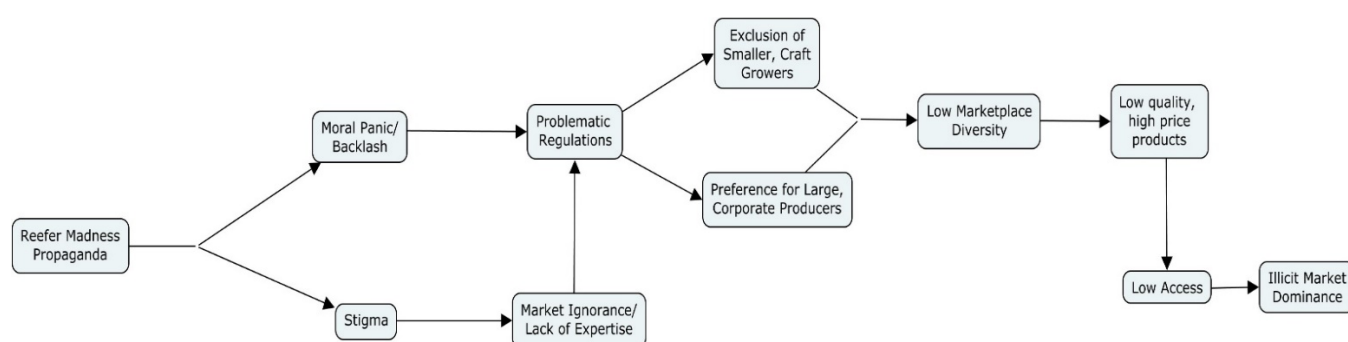 Reefer Madness
Propaganda
Moral Panic/
Backlash
Stigma
Market Ignorance/
Lack of Expertise
Problematic
Regulations
Exclusion of
Smaller, Craft
Growers
Preference for Large,
Corporate Producers
Low Marketplace
Diversity
Low quality,
high price
products
Low Access
Illicit Market
Dominance